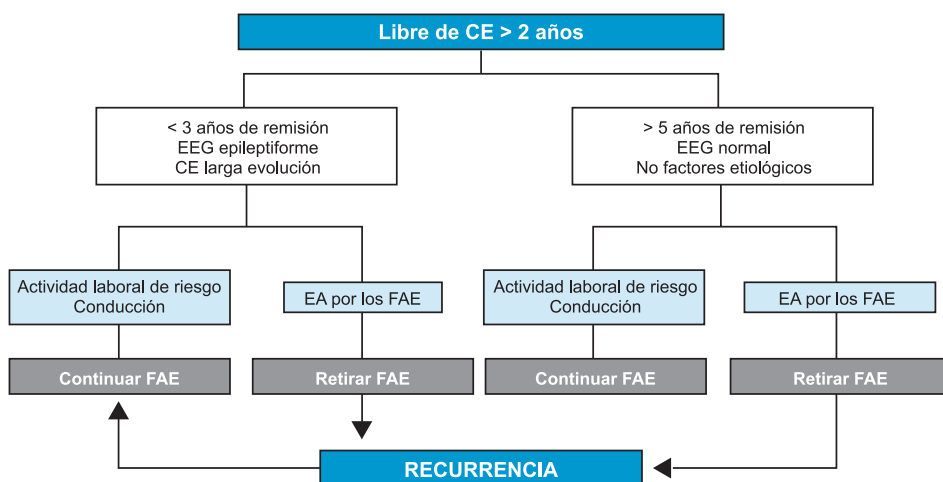 Libre de CE > 2 años
< 3 años de remisión
EEG epileptiforme
CE larga evolución
> 5 años de remisión
EEG normal
No factores etiológicos
Actividad laboral de riesgo
Conducción
EA por los FAE
Actividad laboral de riesgo
Conducción
EA por los FAE
Continuar FAE
Retirar FAE
Continuar FAE
Retirar FAE
RECURRENCIA